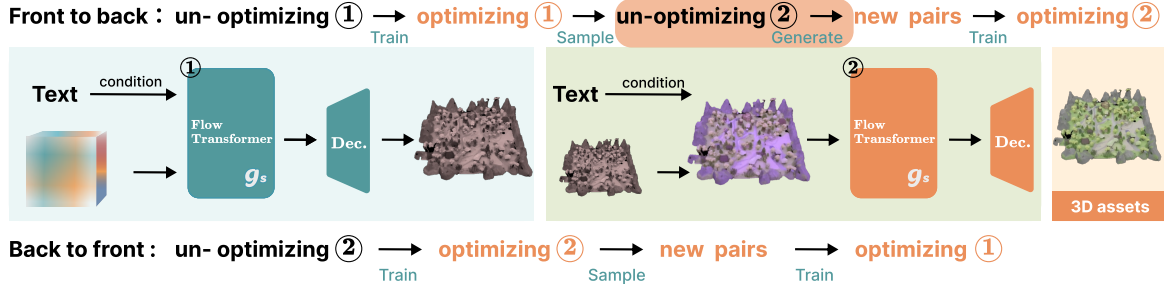 Front to back : un- optimizing ① → optimizing ① → un-optimizing ② → new pairs → optimizing ②
Train Sample Generate Train
① ②
Text condition Text condition
Flow Transformer Dec. Flow Transformer Dec.
gs gs
3D assets
Back to front : un- optimizing ② → optimizing ② → new pairs → optimizing ①
Train Sample Train